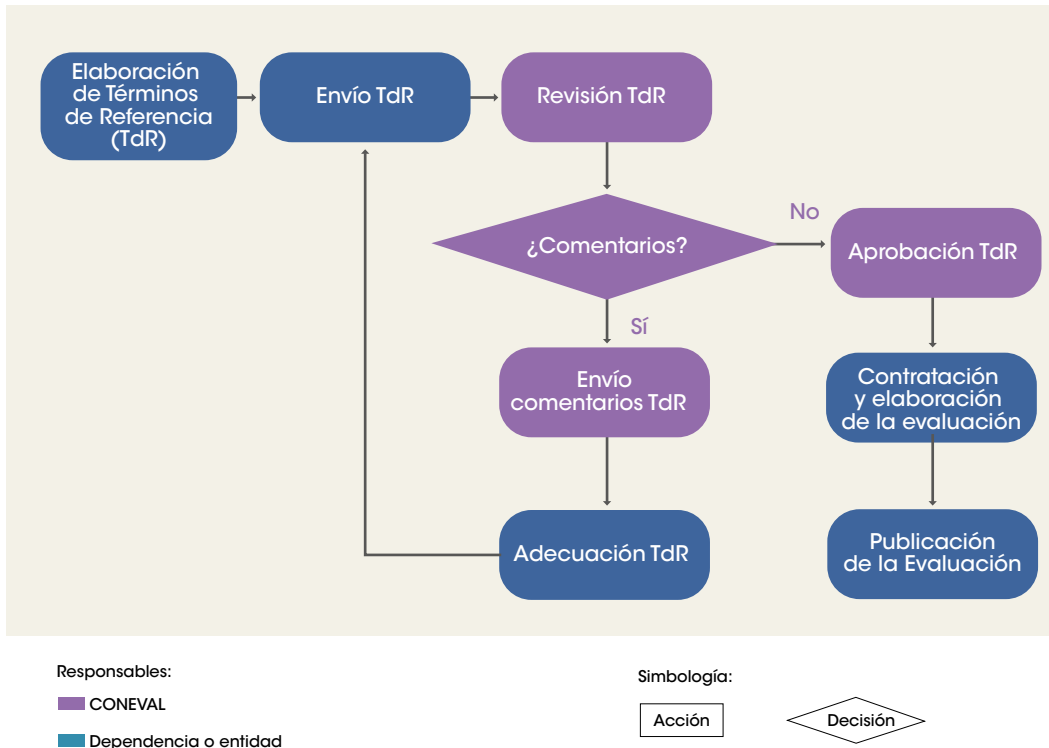 Elaboración
de Términos
de Referencia
(TdR)
Envío TdR
Revisión TdR
¿Comentarios?
No
Aprobación TdR
Sí
Envío
comentarios TdR
Contratación
y elaboración
de la evaluación
Adecuación TdR
Publicación
de la Evaluación
Responsables:
CONEVAL
Dependencia o entidad
Simbología:
Acción
Decisión